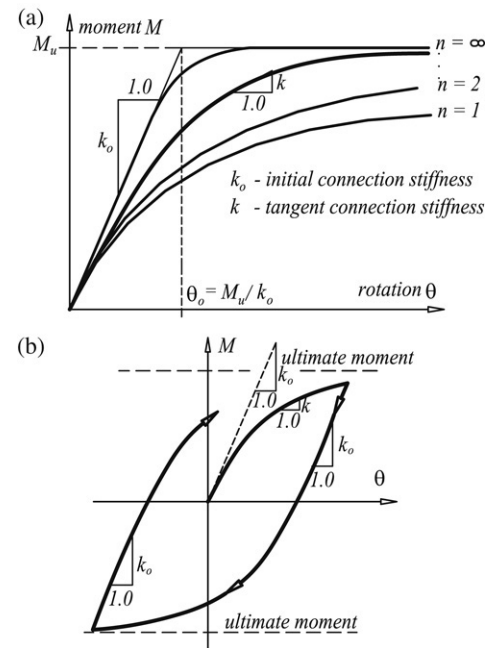 (a)
moment M
M_u
n = ∞
1.0
k
1.0
n = 2
k_o
n = 1
k_o - initial connection stiffness
k - tangent connection stiffness
θ_o = M_u / k_o
rotation θ
(b)
M
ultimate moment
k_o
1.0
k
1.0
k_o
1.0
θ
k_o
1.0
ultimate moment